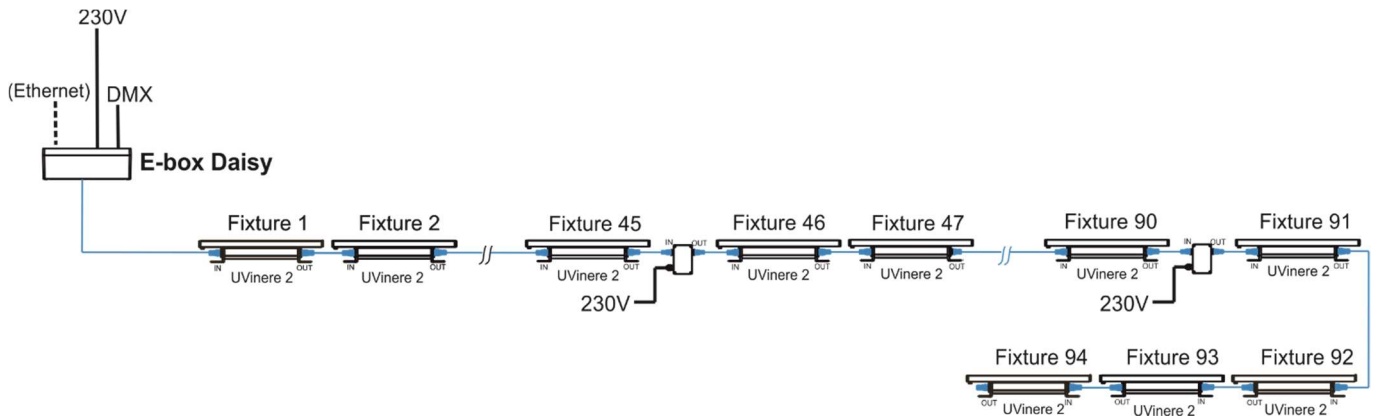 230V
(Ethernet) DMX
E-box Daisy
Fixture 1 Fixture 2 Fixture 45 Fixture 46 Fixture 47 Fixture 90 Fixture 91
IN OUT IN OUT
IN OUT IN OUT IN OUT IN OUT IN OUT IN OUT IN OUT
UVinere 2 UVinere 2 UVinere 2 UVinere 2 UVinere 2 UVinere 2 UVinere 2
230V 230V
Fixture 94 Fixture 93 Fixture 92
OUT IN OUT IN OUT IN
UVinere 2 UVinere 2 UVinere 2